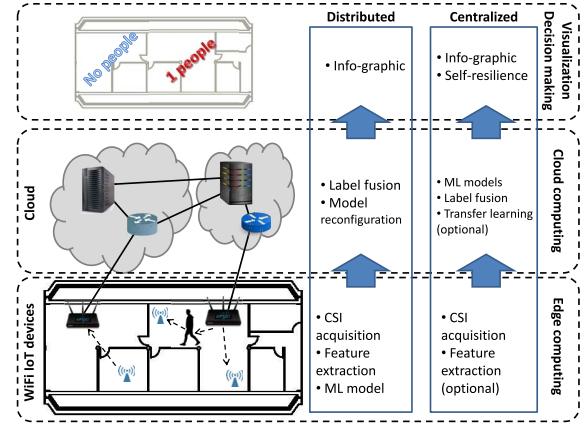 Distributed
Centralized
No people
1 people
• Info-graphic
• Info-graphic
• Self-resilience
Visualization
Decision making
Cloud
• Label fusion
• Model
reconfiguration
• ML models
• Label fusion
• Transfer learning
(optional)
Cloud computing
WiFI IoT devices
• CSI
acquisition
• Feature
extraction
• ML model
• CSI
acquisition
• Feature
extraction
(optional)
Edge computing